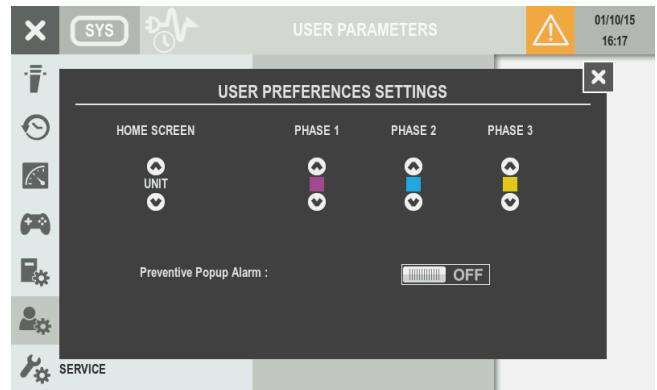 SYS
USER PARAMETERS
01/10/15
16:17
USER PREFERENCES SETTINGS
HOME SCREEN PHASE 1 PHASE 2 PHASE 3
UNIT
Preventive Popup Alarm : OFF
SERVICE